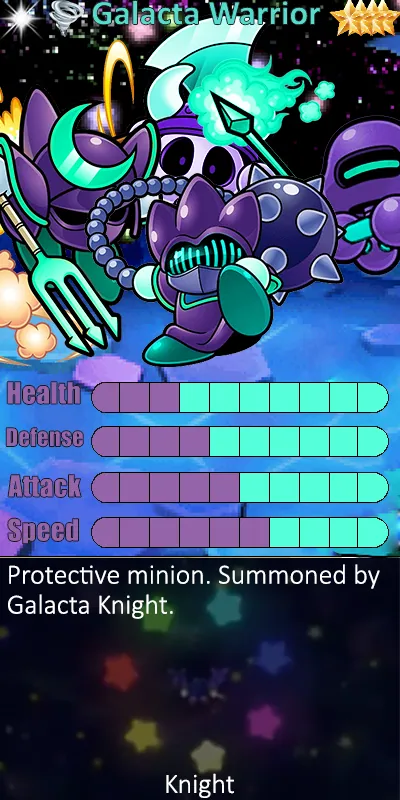 Galacta Warrior
Health
Defense
Attack
Speed
Protective minion. Summoned by
Galacta Knight.
Knight